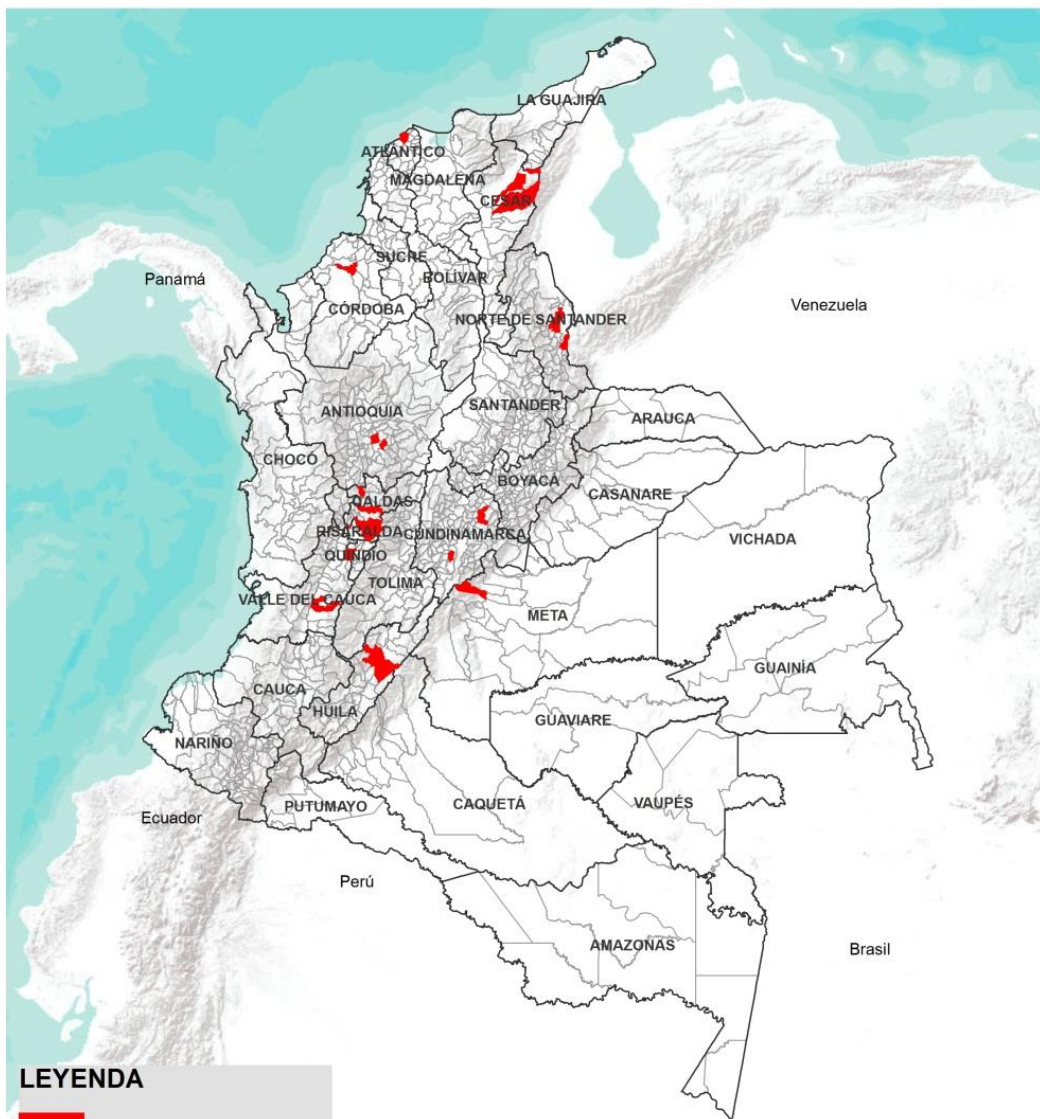 LA GUAJIRA
ATLÁNTICO
MAGDALENA
CESAR
SUCRE
BOLÍVAR
Panamá
CÓRDOBA
Venezuela
NORTE DE SANTANDER
ANTIOQUIA
SANTANDER
ARAUCA
CHOCÓ
BOYACÁ
CASANARE
CALDAS
RISARALDA
CUNDINAMARCA
VICHADA
QUINDÍO
TOLIMA
VALLE DEL CAUCA
META
GUAINÍA
CAUCA
HUILA
GUAVIARE
NARIÑO
PUTUMAYO
CAQUETÁ
VAUPÉS
Ecuador
Perú
AMAZONAS
Brasil
LEYENDA